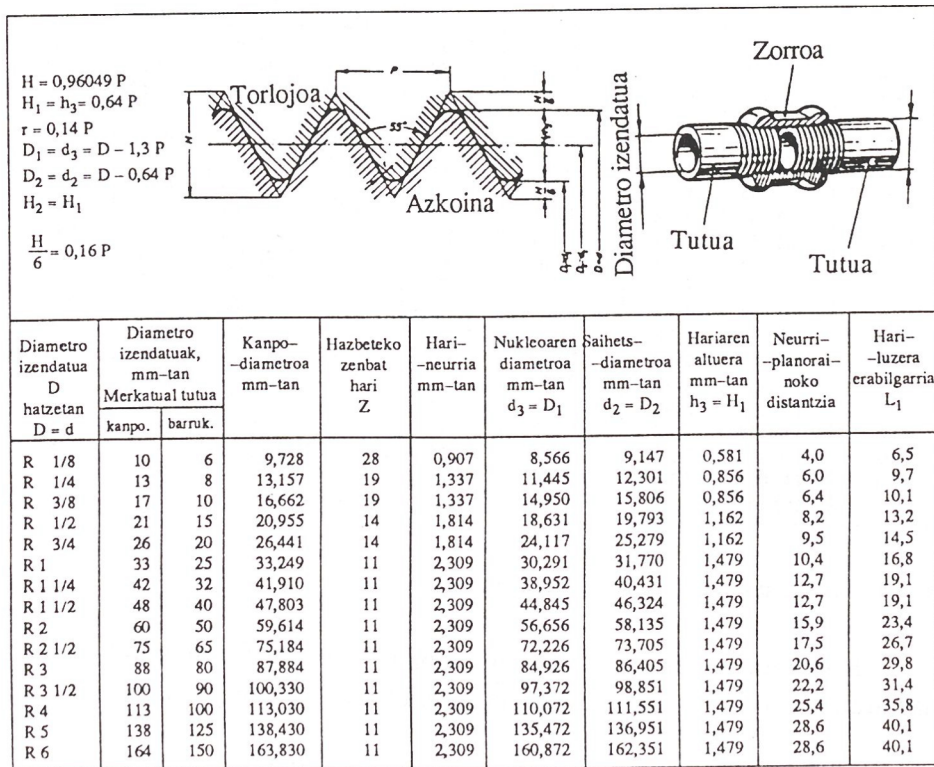 H = 0,96049 P
H1 = h3= 0,64 P
r = 0,14 P
D1 = d3 = D – 1,3 P
D2 = d2 = D – 0,64 P
H2 = H1
H/6 = 0,16 P
Torlojoa
P
H
55°
Azkoina
Diametro izendatua
Zorroa
Tutua
Tutua
Diametro izendatua D hatzetan D = d
Diametro izendatuak, mm–tan Merkatual tutua
kanpo. barruk.
Kanpo– –diametroa mm–tan
Hazbeteko zenbat hari Z
Hari– –neurria mm–tan
Nukleoaren diametroa mm–tan d3 = D1
Saihets– –diametroa mm–tan d2 = D2
Hariaren altuera mm–tan h3 = H1
Neurri– –planorai– noko distantzia
Hari– –luzera erabilgarria L1
R 1/8 10 6 9,728 28 0,907 8,566 9,147 0,581 4,0 6,5
R 1/4 13 8 13,157 19 1,337 11,445 12,301 0,856 6,0 9,7
R 3/8 17 10 16,662 19 1,337 14,950 15,806 0,856 6,4 10,1
R 1/2 21 15 20,955 14 1,814 18,631 19,793 1,162 8,2 13,2
R 3/4 26 20 26,441 14 1,814 24,117 25,279 1,162 9,5 14,5
R 1 33 25 33,249 11 2,309 30,291 31,770 1,479 10,4 16,8
R 1 1/4 42 32 41,910 11 2,309 38,952 40,431 1,479 12,7 19,1
R 1 1/2 48 40 47,803 11 2,309 44,845 46,324 1,479 12,7 19,1
R 2 60 50 59,614 11 2,309 56,656 58,135 1,479 15,9 23,4
R 2 1/2 75 65 75,184 11 2,309 72,226 73,705 1,479 17,5 26,7
R 3 88 80 87,884 11 2,309 84,926 86,405 1,479 20,6 29,8
R 3 1/2 100 90 100,330 11 2,309 97,372 98,851 1,479 22,2 31,4
R 4 113 100 113,030 11 2,309 110,072 111,551 1,479 25,4 35,8
R 5 138 125 138,430 11 2,309 135,472 136,951 1,479 28,6 40,1
R 6 164 150 163,830 11 2,309 160,872 162,351 1,479 28,6 40,1